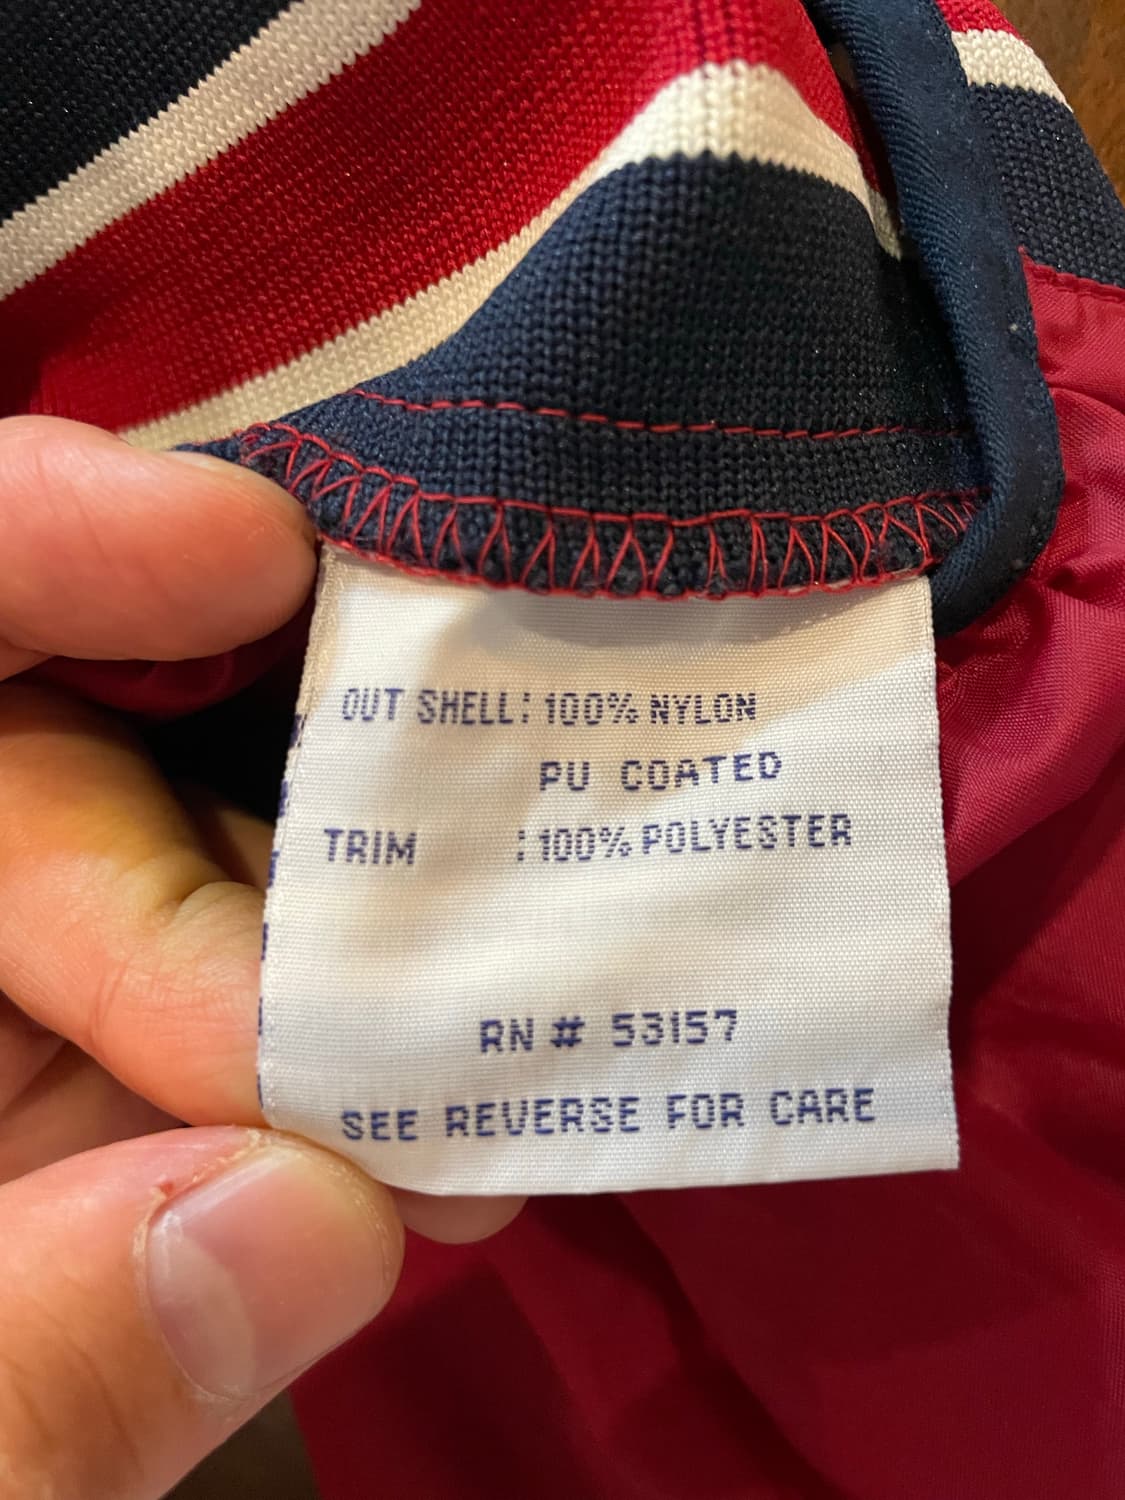 OUT SHELL: 100% NYLON
PU COATED
TRIM : 100% POLYESTER
RN # 53157
SEE REVERSE FOR CARE